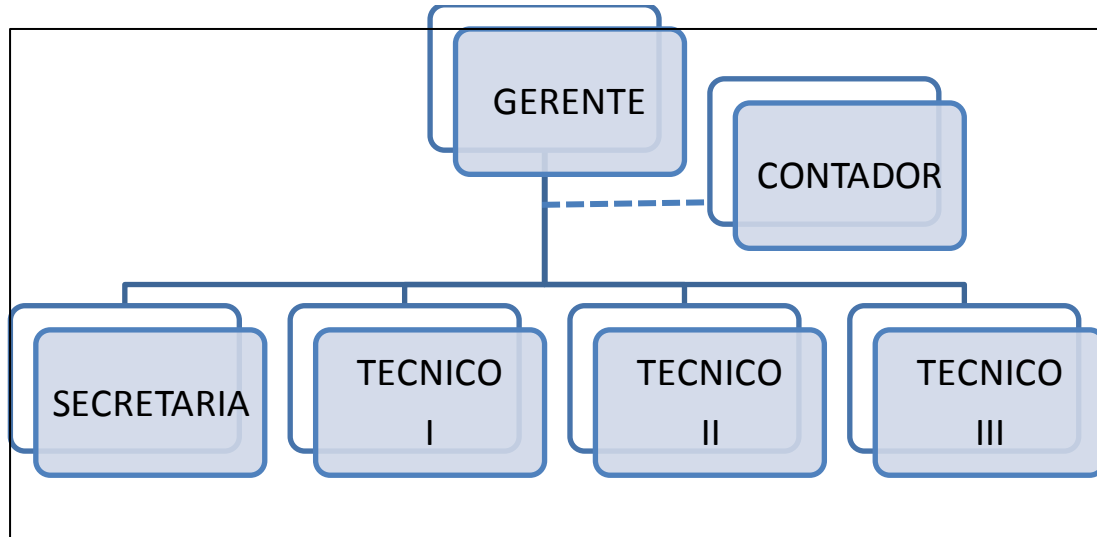 GERENTE
CONTADOR
SECRETARIA
TECNICO
I
TECNICO
II
TECNICO
III